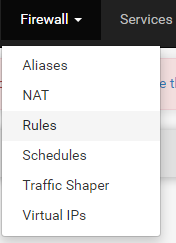 Firewall Services
Aliases
NAT
Rules
Schedules
Traffic Shaper
Virtual IPs